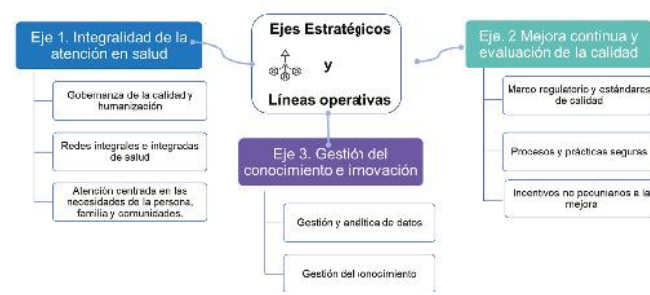 Ejes Estratégicos
y
Líneas operativas
Eje 1. Integralidad de la
atención en salud
Gobernanza de la calidad y
humanización
Redes integrales e integradas
de salud
Atención centrada en las
necesidades de la persona,
familia y comunidades.
Eje. 2 Mejora continua y
evaluación de la calidad
Marco regulatorio y estándares
de calidad
Procesos y prácticas seguras
Incentivos no pecuniarios a la
mejora
Eje 3. Gestión del
conocimiento e innovación
Gestión y analítica de datos
Gestión del conocimiento